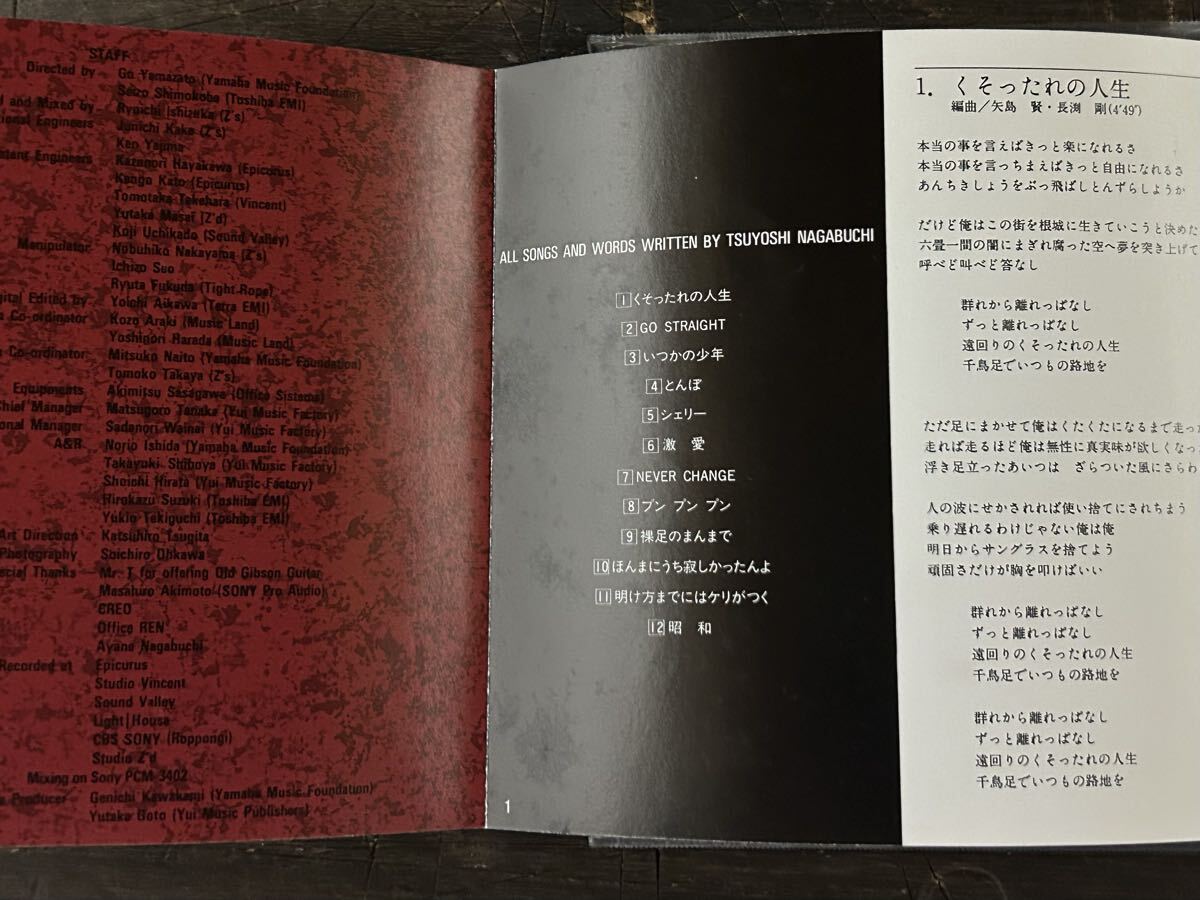 STAFF
Directed by Go Yamazato (Yamaha Music Foundation)
Seizo Shimokobe (Toshiba EMI)
d and Mixed by Ryuichi Ishizuka (Z's)
ional Engineers Junichi Kake (Z's)
Ken Yajima
stant Engineers Kazunori Hayakawa (Epicurus)
Kengo Kato (Epicurus)
Tomotaka Takehara (Vincent)
Yutaka Masai (Z'd)
Koji Uchikado (Sound Valley)
Manipulator Nobuhiko Nakayama (Z's)
Ichizo Seo
Ryuta Fukuda (Tight Rope)
gital Edited by Yoichi Aikawa (Terra EMI)
Co-ordinator Kozo Araki (Music Land)
Yoshinori Harada (Music Land)
Co-ordinator Mitsuko Naito (Yamaha Music Foundation)
Tomoko Takaya (Z's)
Equipments Akimitsu Sasagawa (Office Sistema)
Chief Manager Matsugoro Tanaka (Yui Music Factory)
onal Manager Sadanori Wainai (Yui Music Factory)
A&R Norio Ishida (Yamaha Music Foundation)
Takayuki Shibuya (Yui Music Factory)
Shoichi Hirata (Yui Music Factory)
Hirokazu Suzuki (Toshiba EMI)
Yukio Tekiguchi (Toshiba EMI)
Art Direction Katsuhiro Tsugita
Photography Soichiro Ohkawa
ecial Thanks Mr. T for offering Old Gibson Guitar
Masahiro Akimoto (SONY Pro Audio)
CREO
Office REN
Ayane Nagabuchi
Recorded at Epicurus
Studio Vincent
Sound Valley
Light House
CBS SONY (Roppongi)
Studio Z'd
Mixing on Sony PCM-3402
Producer Genichi Kawakami (Yamaha Music Foundation)
Yutaka Goto (Yui Music Publishers)
ALL SONGS AND WORDS WRITTEN BY TSUYOSHI NAGABUCHI
1 くそったれの人生
2 GO STRAIGHT
3 いつかの少年
4 とんぼ
5 シェリー
6 激 愛
7 NEVER CHANGE
8 プン プン プン
9 裸足のまんまで
10 ほんまにうち寂しかったんよ
11 明け方までにはケリがつく
12 昭 和
1
1. くそったれの人生
編曲/矢島 賢・長渕 剛(4'49")
本当の事を言えばきっと楽になれるさ
本当の事を言っちまえばきっと自由になれるさ
あんちきしょうをぶっ飛ばしとんずらしようか
だけど俺はこの街を根城に生きていこうと決めた
六畳一間の闇にまぎれ腐った空へ夢を突き上げて
呼べど叫べど答なし
群れから離れっぱなし
ずっと離れっぱなし
遠回りのくそったれの人生
千鳥足でいつもの路地を
ただ足にまかせて俺はくたくたになるまで走っ
走れば走るほど俺は無性に真実味が欲しくなっ
浮き足立ったあいつは ざらついた風にさらわ
人の波にせかされれば使い捨てにされちまう
乗り遅れるわけじゃない俺は俺
明日からサングラスを捨てよう
頑固さだけが胸を叩けばいい
群れから離れっぱなし
ずっと離れっぱなし
遠回りのくそったれの人生
千鳥足でいつもの路地を
群れから離れっぱなし
ずっと離れっぱなし
遠回りのくそったれの人生
千鳥足でいつもの路地を